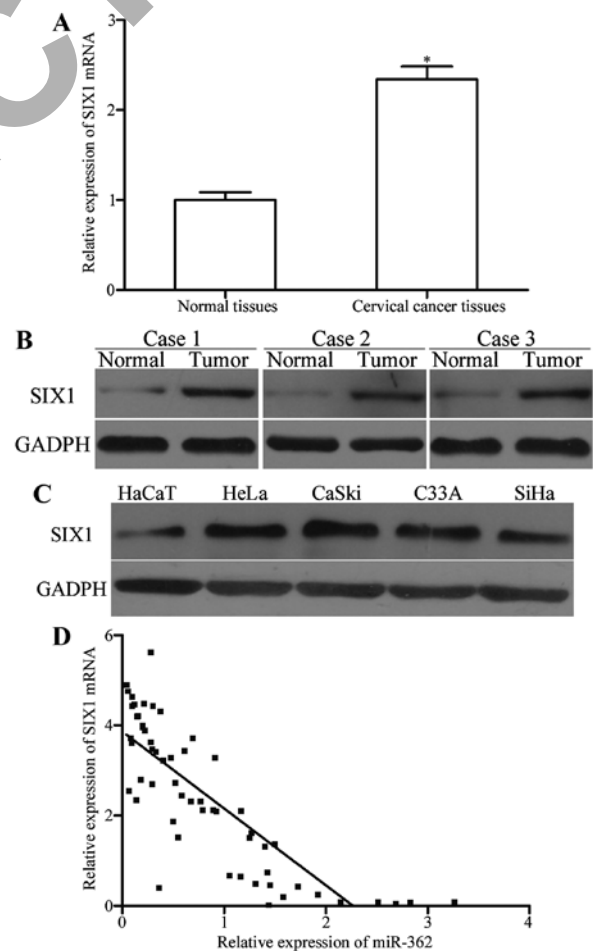 A
Relative expression of SIX1 mRNA
3
2
1
0
*
Normal tissues Cervical cancer tissues
B
Case 1 Case 2 Case 3
Normal Tumor Normal Tumor Normal Tumor
SIX1
GADPH
C
HaCaT HeLa CaSki C33A SiHa
SIX1
GADPH
D
Relative expression of SIX1 mRNA
6
4
2
0
0 1 2 3 4
Relative expression of miR-362